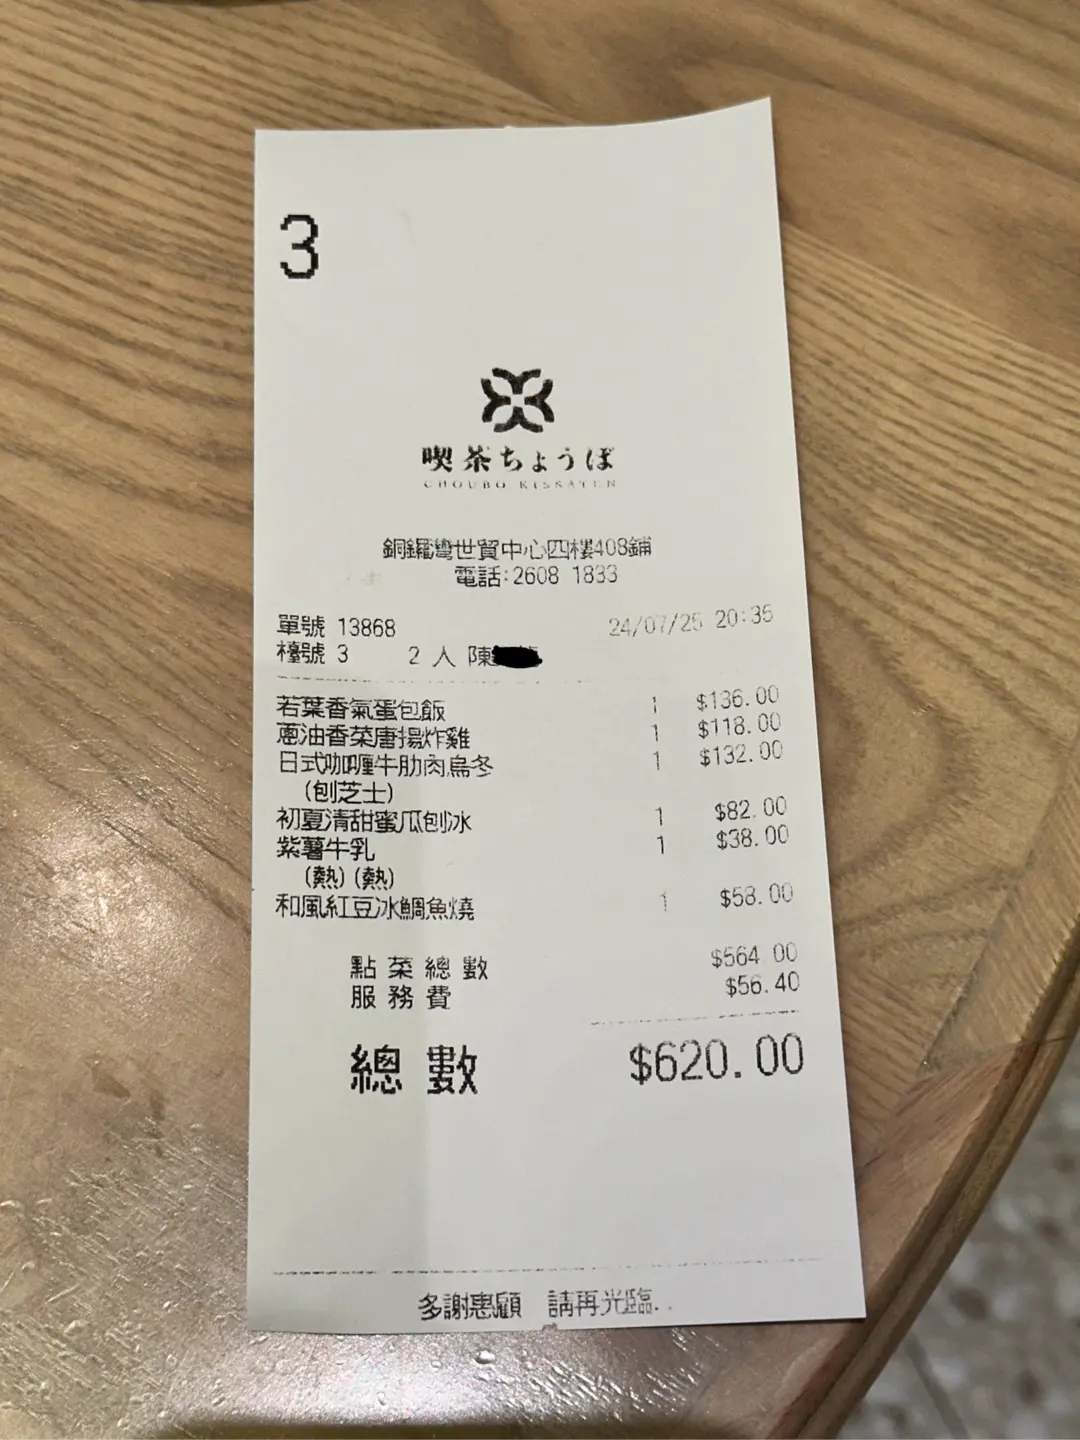 3
喫茶ちょうぼ
CHOUBO KISSATEN
銅鑼灣世貿中心四樓408鋪
電話:2608 1833
單號 13868 24/07/25 20:35
檯號 3 2 人 陳
若葉香氣蛋包飯 1 $136.00
蔥油香菜唐揚炸雞 1 $118.00
日式咖喱牛肋肉烏冬 1 $132.00
(刨芝士)
初夏清甜蜜瓜刨冰 1 $82.00
紫薯牛乳 1 $38.00
(熱) (熱)
和風紅豆冰鯛魚燒 1 $58.00
點菜總數 $564.00
服務費 $56.40
總數 $620.00
多謝惠顧 請再光臨..